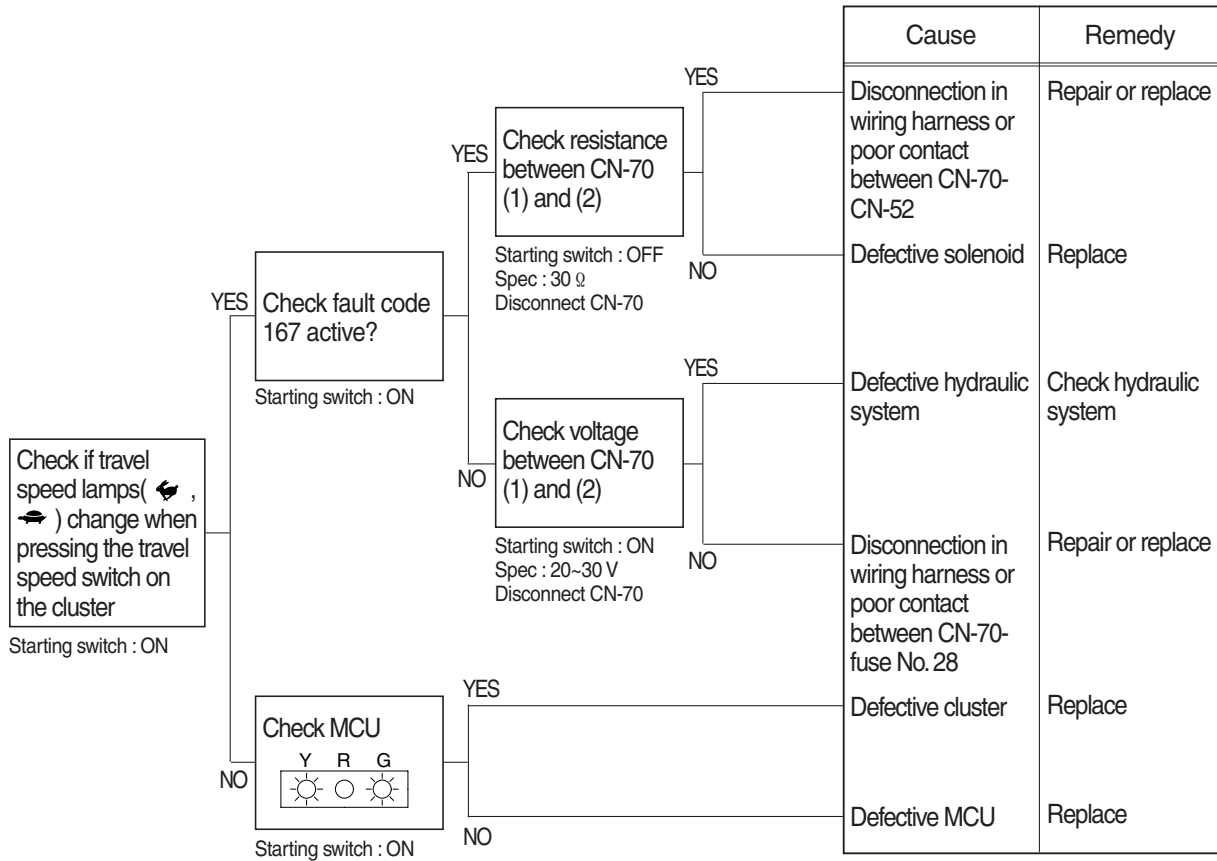 Cause
Remedy
YES
Disconnection in
wiring harness or
poor contact
between CN-70-
CN-52
Repair or replace
YES
Check resistance
between CN-70
(1) and (2)
Starting switch : OFF
Spec : 30 Ω
Disconnect CN-70
NO
Defective solenoid
Replace
YES
Check fault code
167 active?
Starting switch : ON
YES
Defective hydraulic
system
Check hydraulic
system
NO
Check voltage
between CN-70
(1) and (2)
Starting switch : ON
Spec : 20~30 V
Disconnect CN-70
NO
Disconnection in
wiring harness or
poor contact
between CN-70-
fuse No. 28
Repair or replace
Check if travel
speed lamps( ,
) change when
pressing the travel
speed switch on
the cluster
Starting switch : ON
NO
Check MCU
Y R G
Starting switch : ON
YES
Defective cluster
Replace
NO
Defective MCU
Replace